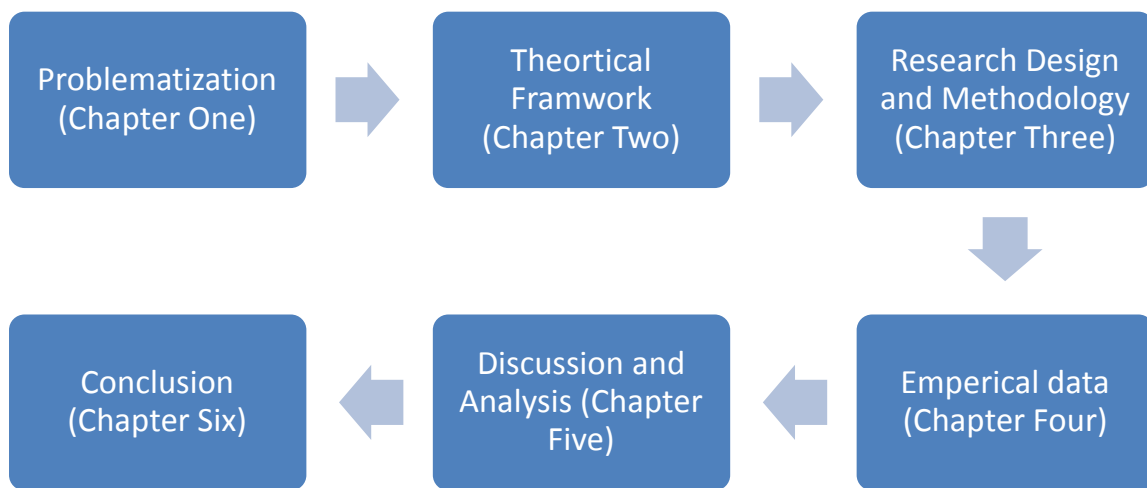 Problematization
(Chapter One)
Theortical
Framwork
(Chapter Two)
Research Design
and Methodology
(Chapter Three)
Emperical data
(Chapter Four)
Discussion and
Analysis (Chapter
Five)
Conclusion
(Chapter Six)